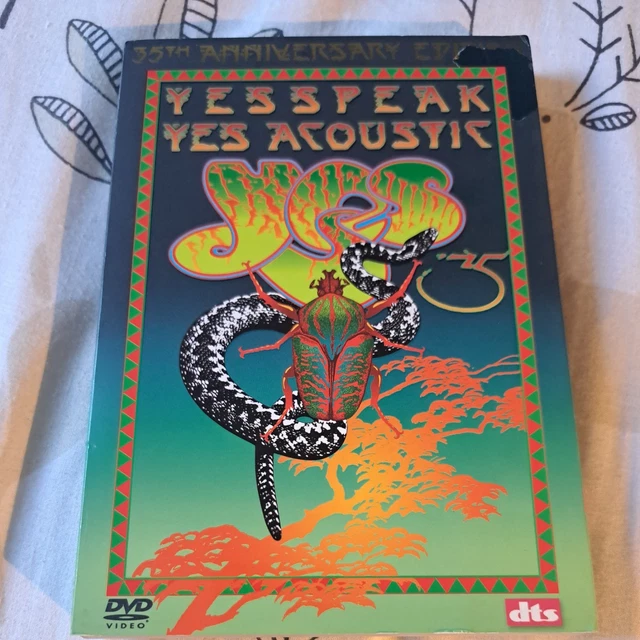 35TH ANNIVERSARY
YESSPEAK
YES ACOUSTIC
YES
35
DVD
VIDEO
dts